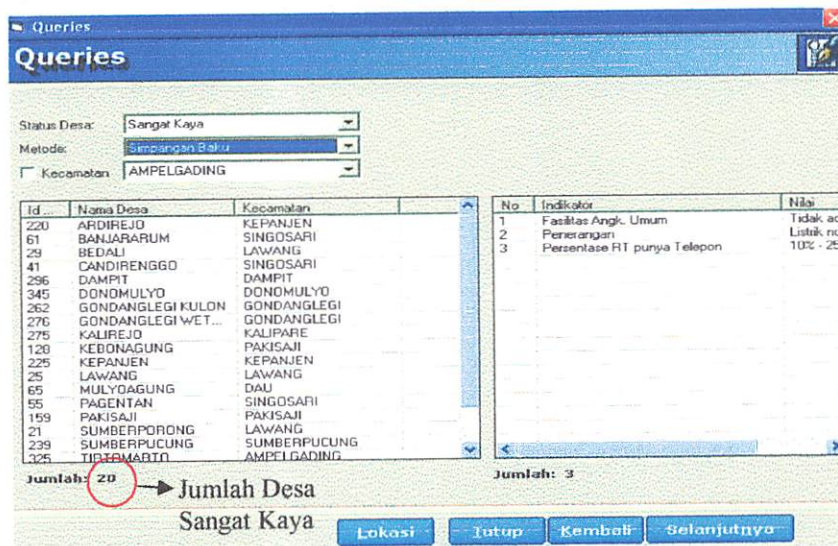 Queries
Queries
Status Desa: Sangat Kaya
Metode: Simpangan Baku
Kecamatan AMPELGADING
Id... Nama Desa Kecamatan
220 ARDIREJO KEPANJEN
61 BANJARARUM SINGOSARI
29 BEDALI LAWANG
41 CANDIRENGGO SINGOSARI
296 DAMPIT DAMPIT
345 DONOMULYO DONOMULYO
262 GONDANGLEGI KULON GONDANGLEGI
276 GONDANGLEGI WET... GONDANGLEGI
275 KALIREJO KALIPARE
128 KEBONAGUNG PAKISAJI
225 KEPANJEN KEPANJEN
25 LAWANG LAWANG
65 MULYOAGUNG DAU
55 PAGENTAN SINGOSARI
159 PAKISAJI PAKISAJI
21 SUMBERPORONG LAWANG
239 SUMBERPUCUNG SUMBERPUCUNG
325 TIRTOMARTO AMPELGADING
No Indikator Nilai
1 Fasilitas Angk. Umum Tidak ad
2 Penerangan Listrik no
3 Persentase RT punya Telepon 10% - 25
Jumlah: 20
Jumlah: 3
Jumlah Desa
Sangat Kaya
Lokasi Tutup Kembali Selanjutnya